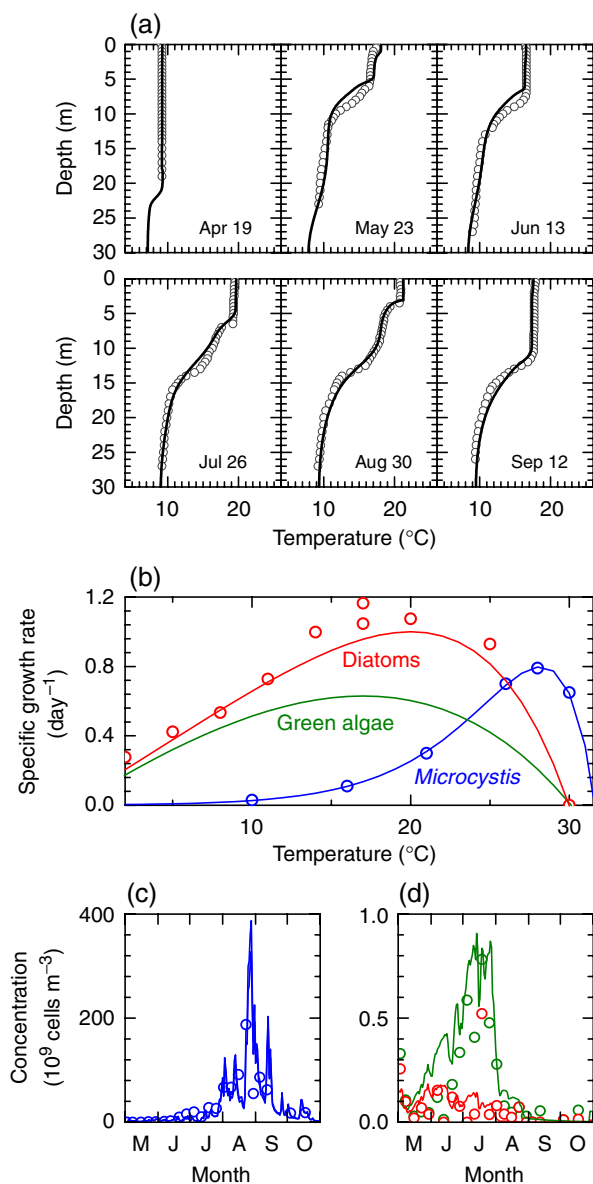 (a)
0
5
10
15
20
25
30
Depth (m)
Apr 19
May 23
Jun 13
0
5
10
15
20
25
30
Depth (m)
Jul 26
Aug 30
Sep 12
10 20 10 20 10 20
Temperature (°C)
(b)
1.2
0.8
0.4
0.0
Specific growth rate
(day⁻¹)
Diatoms
Green algae
Microcystis
10 20 30
Temperature (°C)
(c) (d)
400 1.0
200 0.5
0 0.0
Concentration
(10⁹ cells m⁻³)
M J J A S O M J J A S O
Month Month